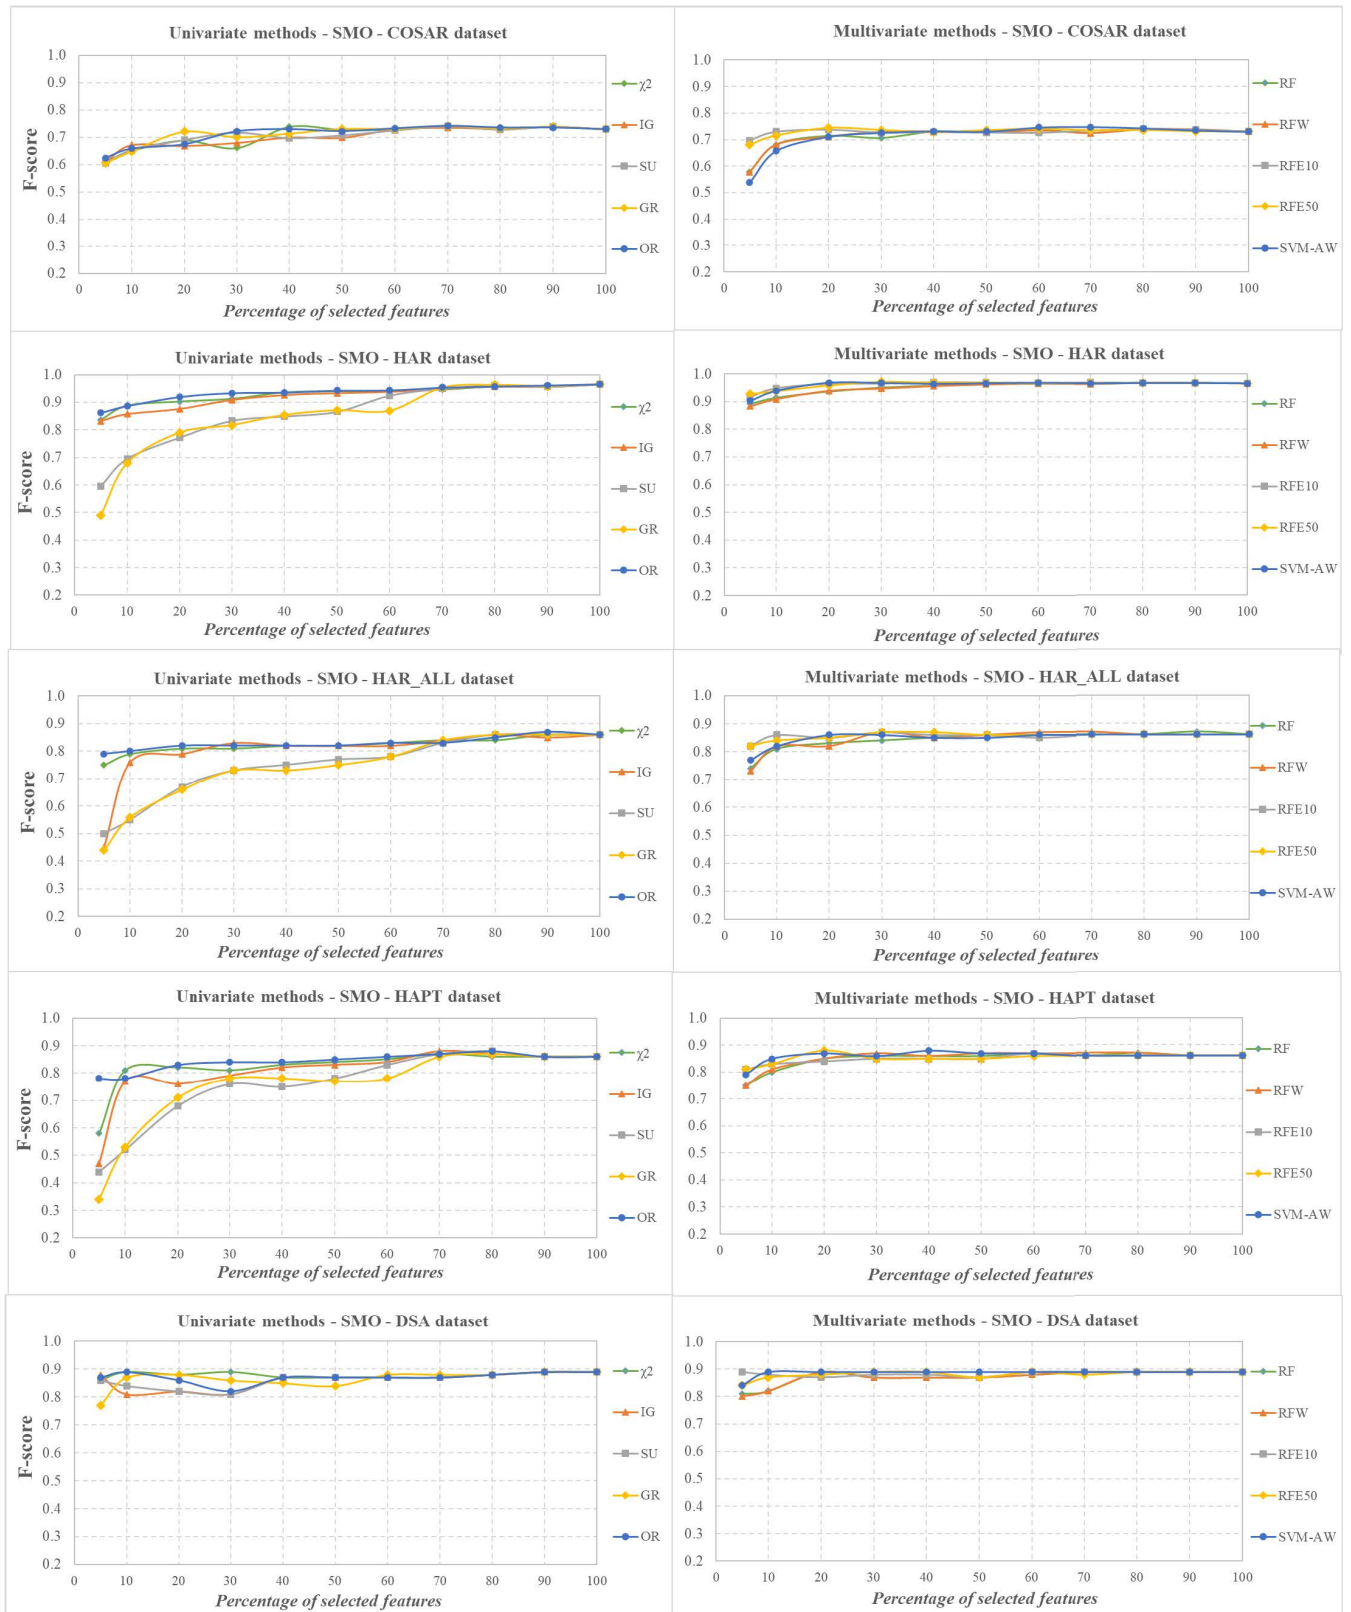 Univariate methods - SMO - COSAR dataset
1.0
0.9
0.8
0.7
0.6
0.5
0.4
0.3
0.2
F-score
0 10 20 30 40 50 60 70 80 90 100
Percentage of selected features
χ2
IG
SU
GR
OR
Multivariate methods - SMO - COSAR dataset
1.0
0.9
0.8
0.7
0.6
0.5
0.4
0.3
0.2
0 10 20 30 40 50 60 70 80 90 100
Percentage of selected features
RF
RFW
RFE10
RFE50
SVM-AW
Univariate methods - SMO - HAR dataset
1.0
0.9
0.8
0.7
0.6
0.5
0.4
0.3
0.2
F-score
0 10 20 30 40 50 60 70 80 90 100
Percentage of selected features
χ2
IG
SU
GR
OR
Multivariate methods - SMO - HAR dataset
1.0
0.9
0.8
0.7
0.6
0.5
0.4
0.3
0.2
0 10 20 30 40 50 60 70 80 90 100
Percentage of selected features
RF
RFW
RFE10
RFE50
SVM-AW
Univariate methods - SMO - HAR_ALL dataset
1.0
0.9
0.8
0.7
0.6
0.5
0.4
0.3
0.2
F-score
0 10 20 30 40 50 60 70 80 90 100
Percentage of selected features
χ2
IG
SU
GR
OR
Multivariate methods - SMO - HAR_ALL dataset
1.0
0.9
0.8
0.7
0.6
0.5
0.4
0.3
0.2
0 10 20 30 40 50 60 70 80 90 100
Percentage of selected features
RF
RFW
RFE10
RFE50
SVM-AW
Univariate methods - SMO - HAPT dataset
1.0
0.9
0.8
0.7
0.6
0.5
0.4
0.3
0.2
F-score
0 10 20 30 40 50 60 70 80 90 100
Percentage of selected features
χ2
IG
SU
GR
OR
Multivariate methods - SMO - HAPT dataset
1.0
0.9
0.8
0.7
0.6
0.5
0.4
0.3
0.2
0 10 20 30 40 50 60 70 80 90 100
Percentage of selected features
RF
RFW
RFE10
RFE50
SVM-AW
Univariate methods - SMO - DSA dataset
1.0
0.9
0.8
0.7
0.6
0.5
0.4
0.3
0.2
F-score
0 10 20 30 40 50 60 70 80 90 100
Percentage of selected features
χ2
IG
SU
GR
OR
Multivariate methods - SMO - DSA dataset
1.0
0.9
0.8
0.7
0.6
0.5
0.4
0.3
0.2
0 10 20 30 40 50 60 70 80 90 100
Percentage of selected features
RF
RFW
RFE10
RFE50
SVM-AW